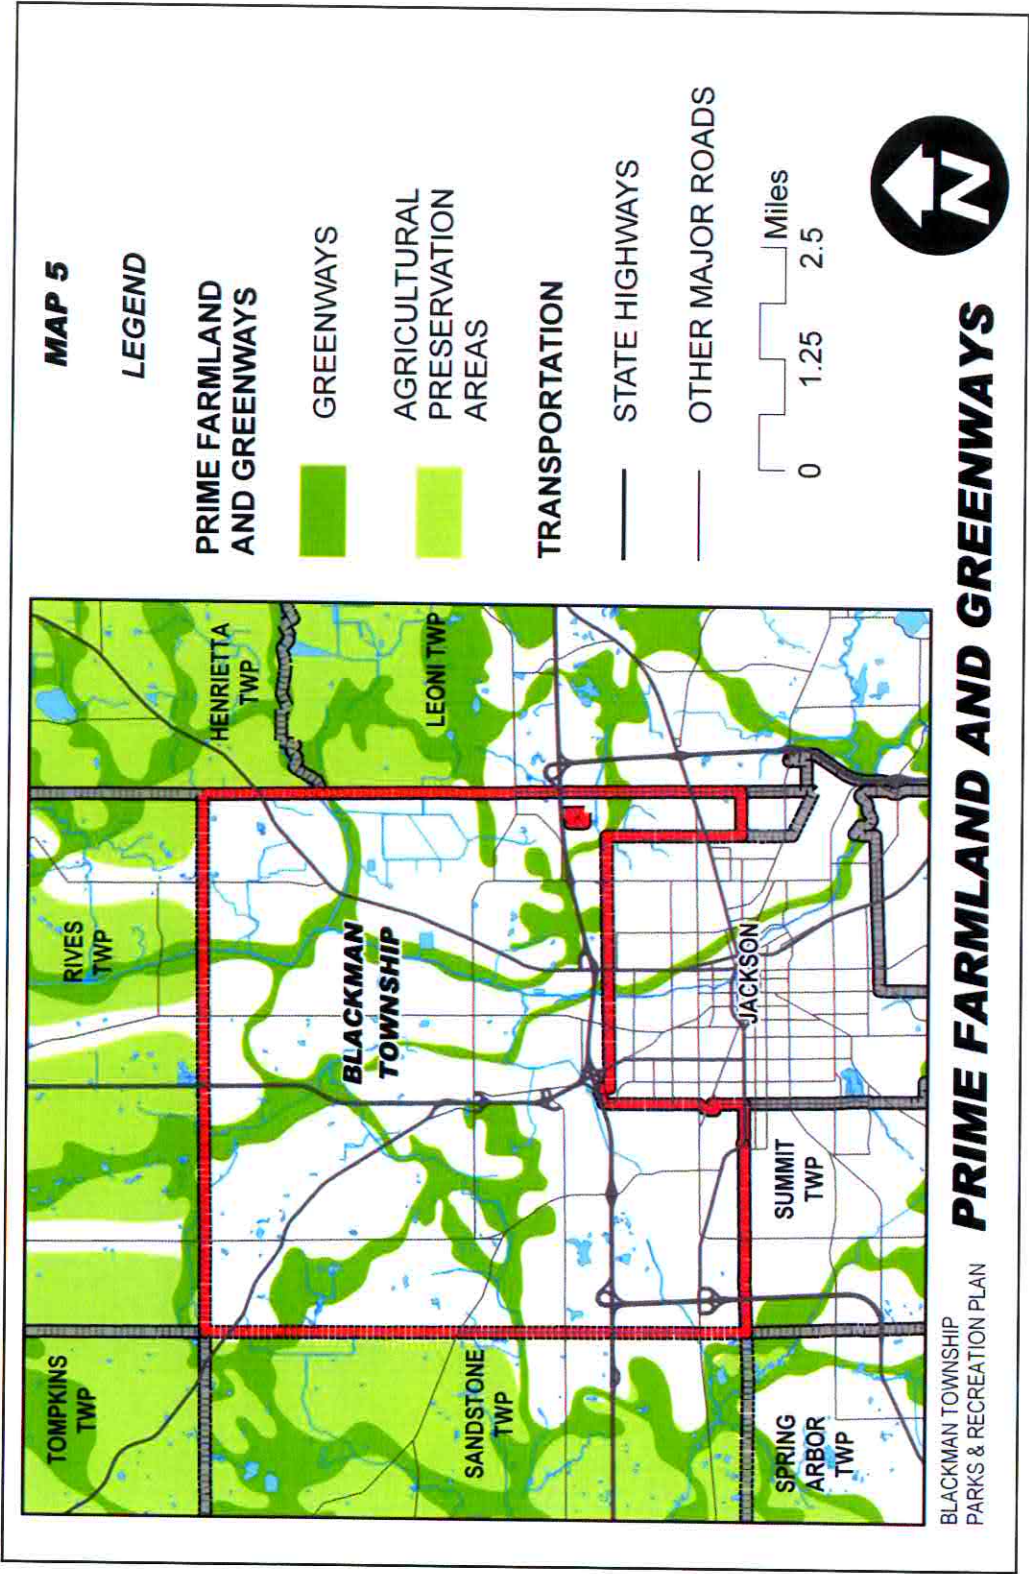 MAP 5
LEGEND
PRIME FARMLAND
AND GREENWAYS
GREENWAYS
AGRICULTURAL
PRESERVATION
AREAS
TRANSPORTATION
STATE HIGHWAYS
OTHER MAJOR ROADS
Miles
0 1.25 2.5
N
TOMPKINS
TWP
RIVES
TWP
HENRIETTA
TWP
BLACKMAN
TOWNSHIP
LEONI TWP
SANDSTONE
TWP
JACKSON
SUMMIT
TWP
SPRING
ARBOR
TWP
BLACKMAN TOWNSHIP
PARKS & RECREATION PLAN
PRIME FARMLAND AND GREENWAYS